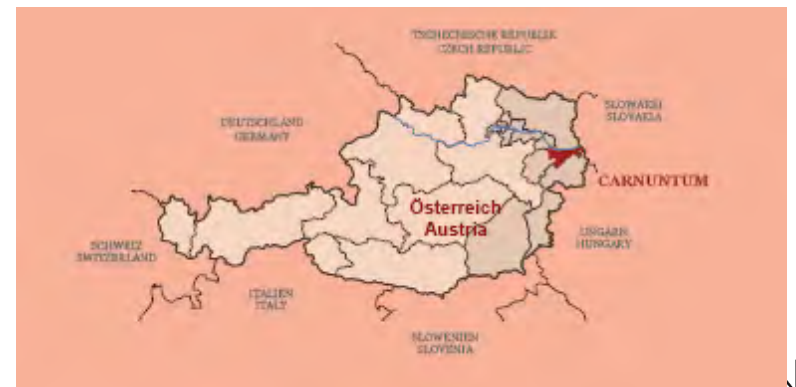 TSCHECHISCHE REPUBLIK
CZECH REPUBLIC
SLOWAKEI
SLOVAKIA
DEUTSCHLAND
GERMANY
CARNUNTUM
Österreich
Austria
UNGARN
HUNGARY
SCHWEIZ
SWITZERLAND
ITALIEN
ITALY
SLOWENIEN
SLOVENIA